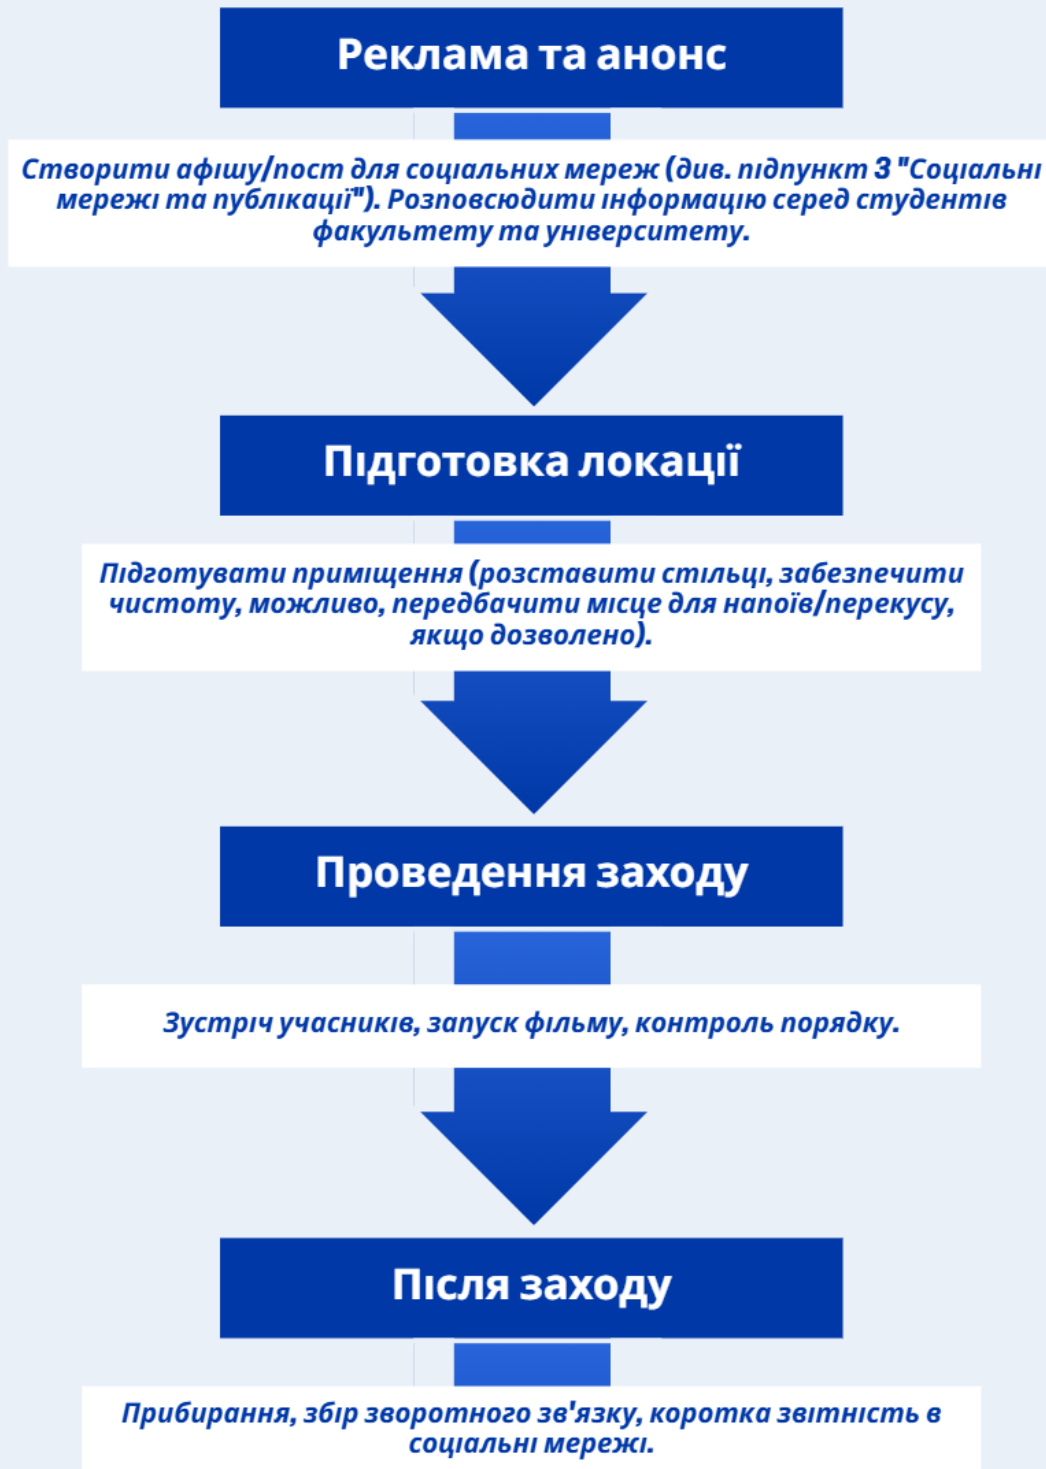 Реклама та анонс
Створити афішу/пост для соціальних мереж (див. підпункт 3 "Соціальні
мережі та публікації"). Розповсюдити інформацію серед студентів
факультету та університету.
Підготовка локації
Підготувати приміщення (розставити стільці, забезпечити
чистоту, можливо, передбачити місце для напоїв/перекусу,
якщо дозволено).
Проведення заходу
Зустріч учасників, запуск фільму, контроль порядку.
Після заходу
Прибирання, збір зворотного зв'язку, коротка звітність в
соціальні мережі.